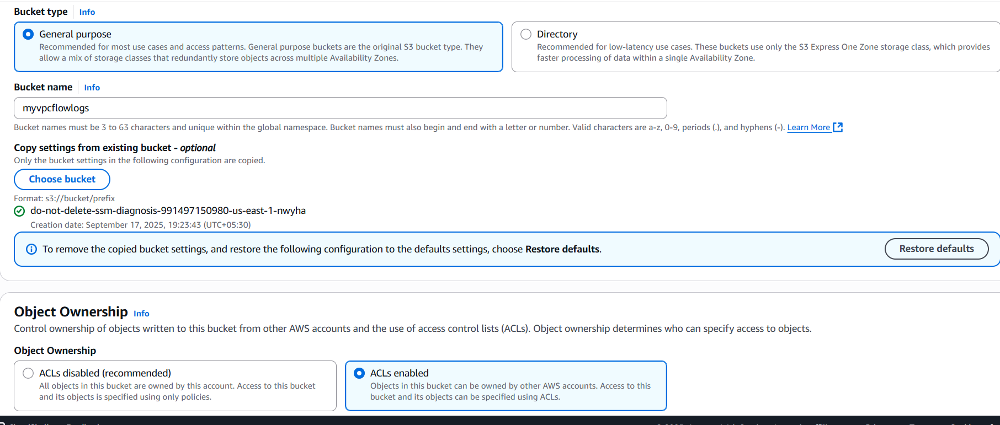 Bucket type Info
General purpose
Recommended for most use cases and access patterns. General purpose buckets are the original S3 bucket type. They
allow a mix of storage classes that redundantly store objects across multiple Availability Zones.
Directory
Recommended for low-latency use cases. These buckets use only the S3 Express One Zone storage class, which provides
faster processing of data within a single Availability Zone.
Bucket name Info
myvpcflowlogs
Bucket names must be 3 to 63 characters and unique within the global namespace. Bucket names must also begin and end with a letter or number. Valid characters are a-z, 0-9, periods (.), and hyphens (-). Learn More
Copy settings from existing bucket - optional
Only the bucket settings in the following configuration are copied.
Choose bucket
Format: s3://bucket/prefix
do-not-delete-ssm-diagnosis-991497150980-us-east-1-nwyha
Creation date: September 17, 2025, 19:23:43 (UTC+05:30)
To remove the copied bucket settings, and restore the following configuration to the defaults settings, choose Restore defaults.
Restore defaults
Object Ownership Info
Control ownership of objects written to this bucket from other AWS accounts and the use of access control lists (ACLs). Object ownership determines who can specify access to objects.
Object Ownership
ACLs disabled (recommended)
All objects in this bucket are owned by this account. Access to this bucket
and its objects is specified using only policies.
ACLs enabled
Objects in this bucket can be owned by other AWS accounts. Access to this
bucket and its objects can be specified using ACLs.